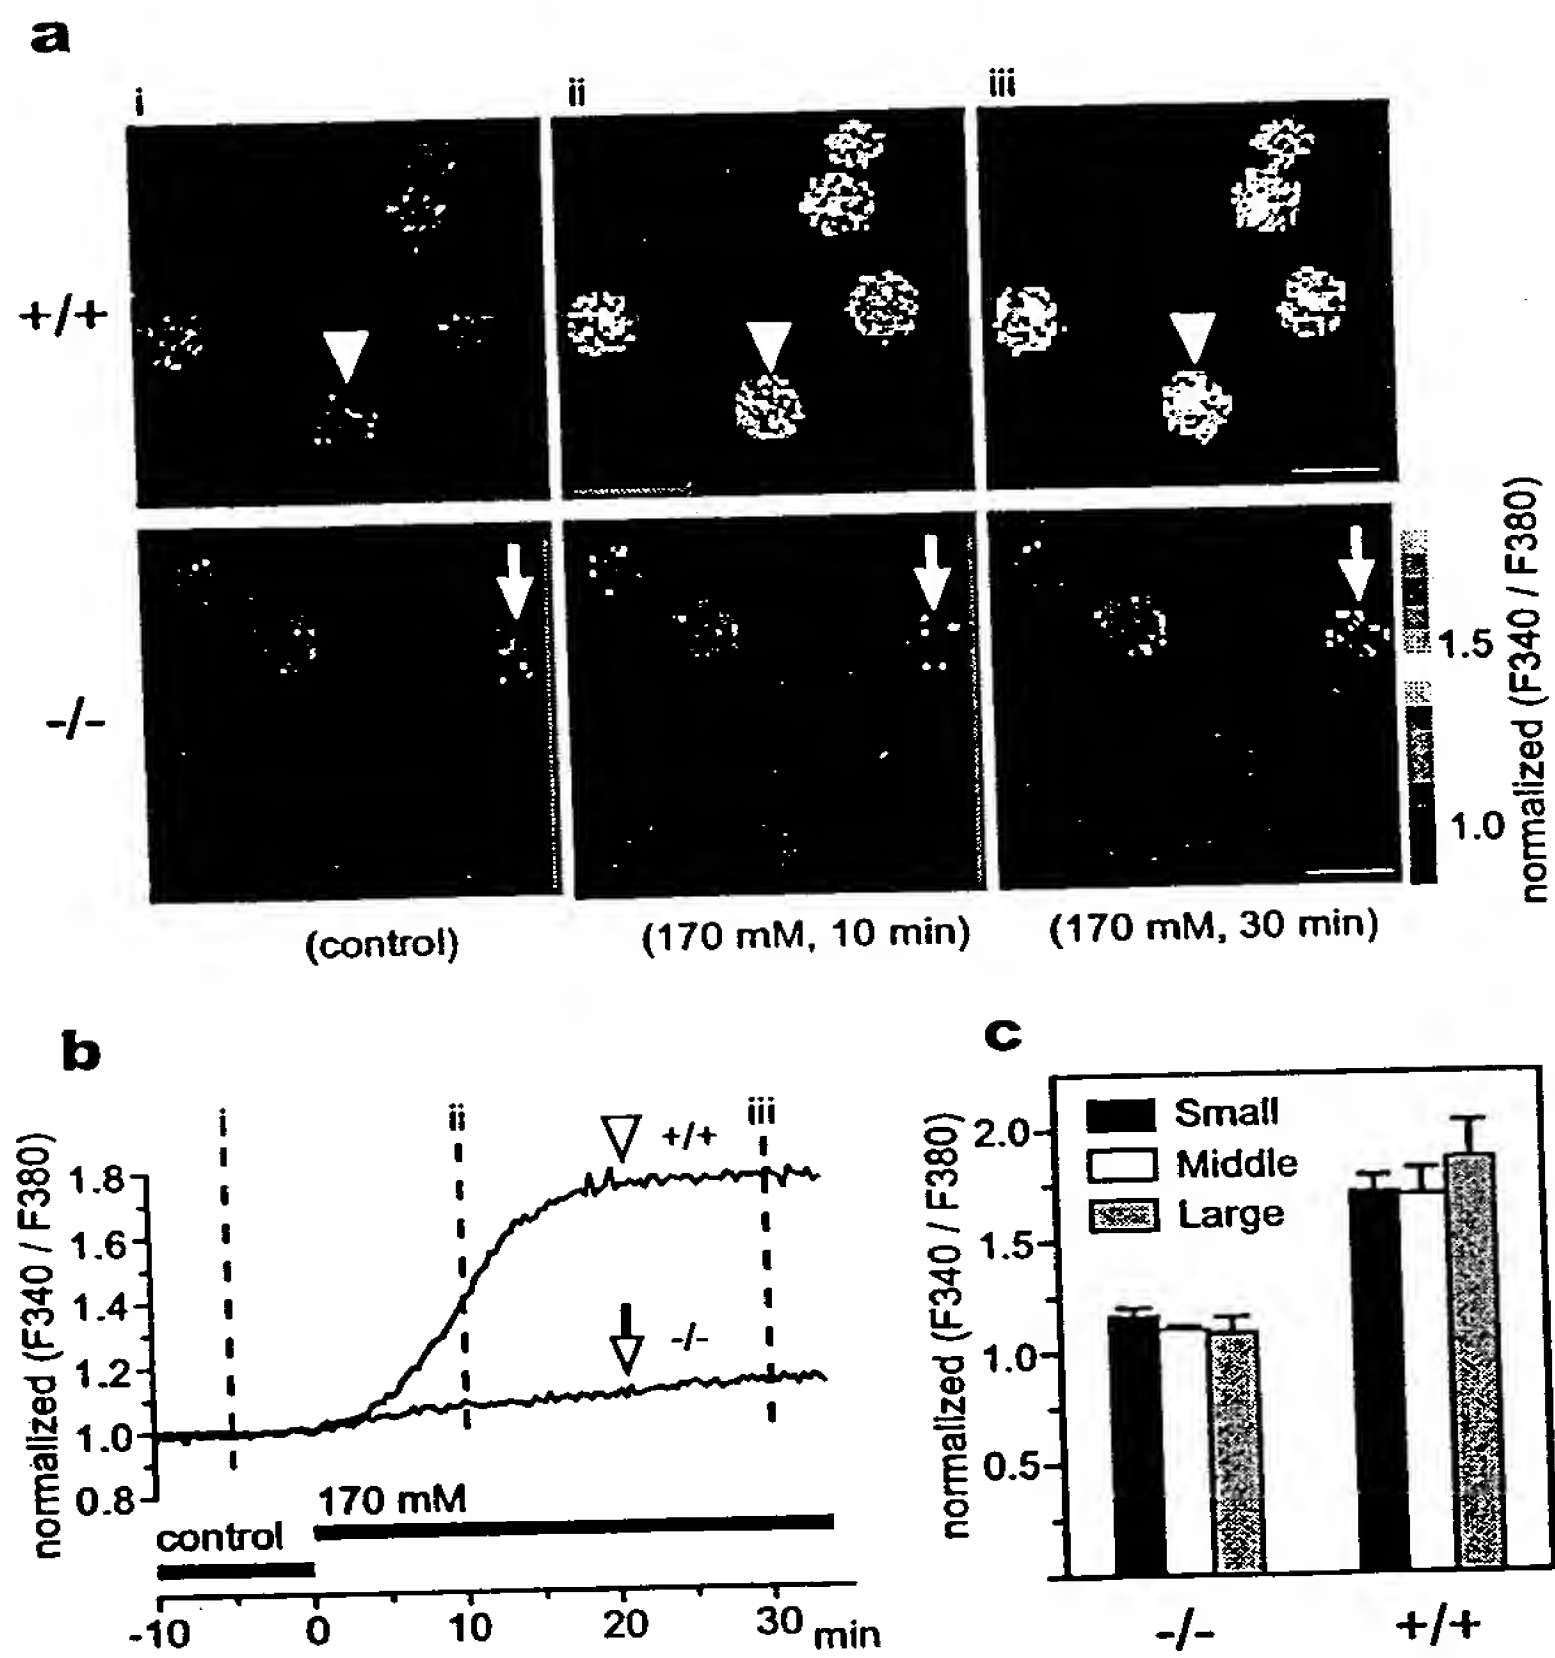 a
i
ii
iii
+/+
-/-
1.5
1.0
normalized (F340 / F380)
(control)
(170 mM, 10 min)
(170 mM, 30 min)
b
i
ii
iii
+/+
-/-
1.8
1.6
1.4
1.2
1.0
0.8
normalized (F340 / F380)
170 mM
control
-10
0
10
20
30
min
c
Small
Middle
Large
2.0
1.5
1.0
0.5
normalized (F340 / F380)
-/-
+/+